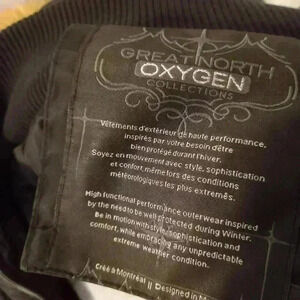 GREAT NORTH
OXYGEN
COLLECTIONS
Vêtements d'extérieur de haute performance,
inspirés par votre besoin d'être
bien protégé durant l'hiver.
Soyez en mouvement avec style, sophistication
et confort, même lors des conditions
météorologiques les plus extrêmes.
High functional performance outerwear inspired
by the need to be well protected during Winter.
Be in motion with style, sophistication and
comfort, while embracing any unpredictable
extreme weather condition.
Créé à Montréal || Designed in M